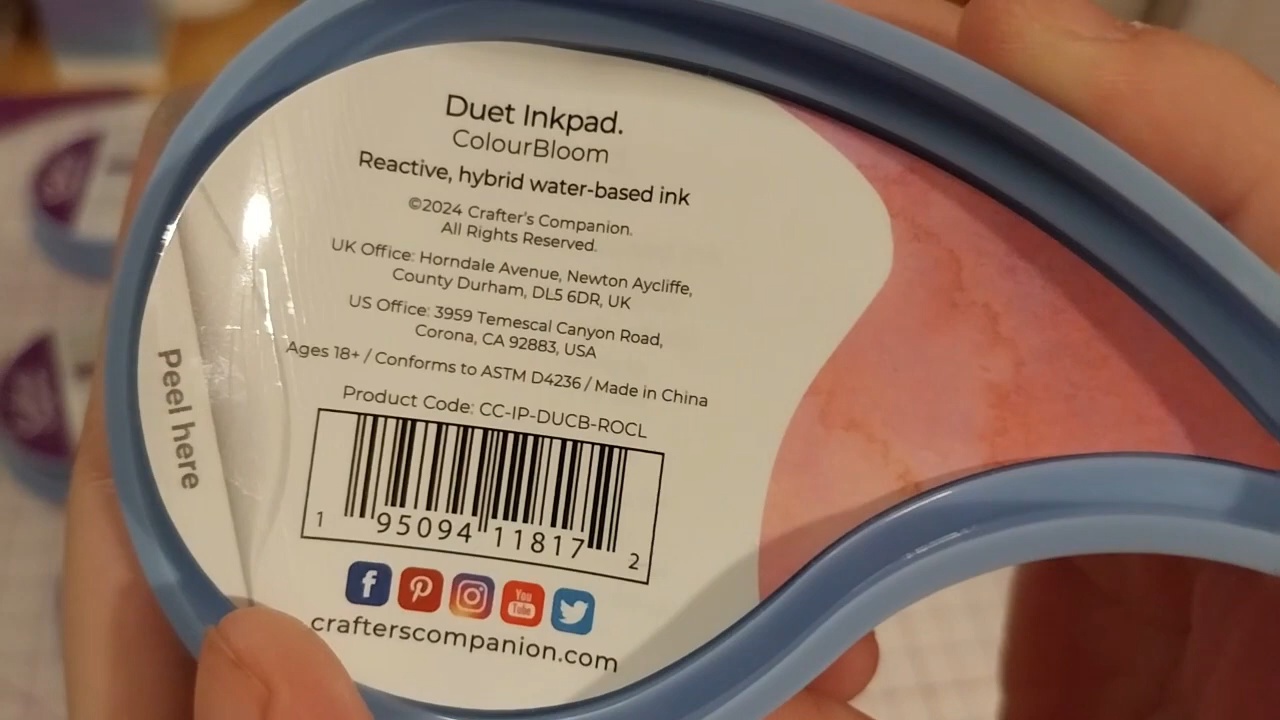 Duet Inkpad.
ColourBloom
Reactive, hybrid water-based ink
©2024 Crafter's Companion.
All Rights Reserved.
UK Office: Horndale Avenue, Newton Aycliffe,
County Durham, DL5 6DR, UK
US Office: 3959 Temescal Canyon Road,
Corona, CA 92883, USA
Ages 18+ / Conforms to ASTM D4236 / Made in China
Product Code: CC-IP-DUCB-ROCL
1 95094 11817 2
You
Tube
crafterscompanion.com
Peel here